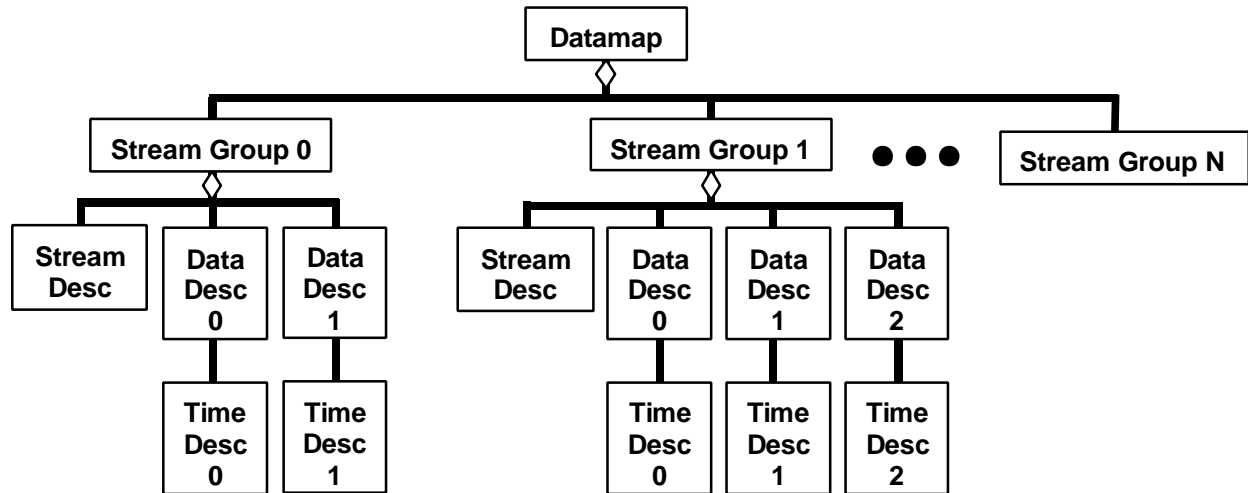 Datamap
Stream Group 0
Stream Group 1
Stream Group N
Stream
Desc
Data
Desc
0
Data
Desc
1
Stream
Desc
Data
Desc
0
Data
Desc
1
Data
Desc
2
Time
Desc
0
Time
Desc
1
Time
Desc
0
Time
Desc
1
Time
Desc
2